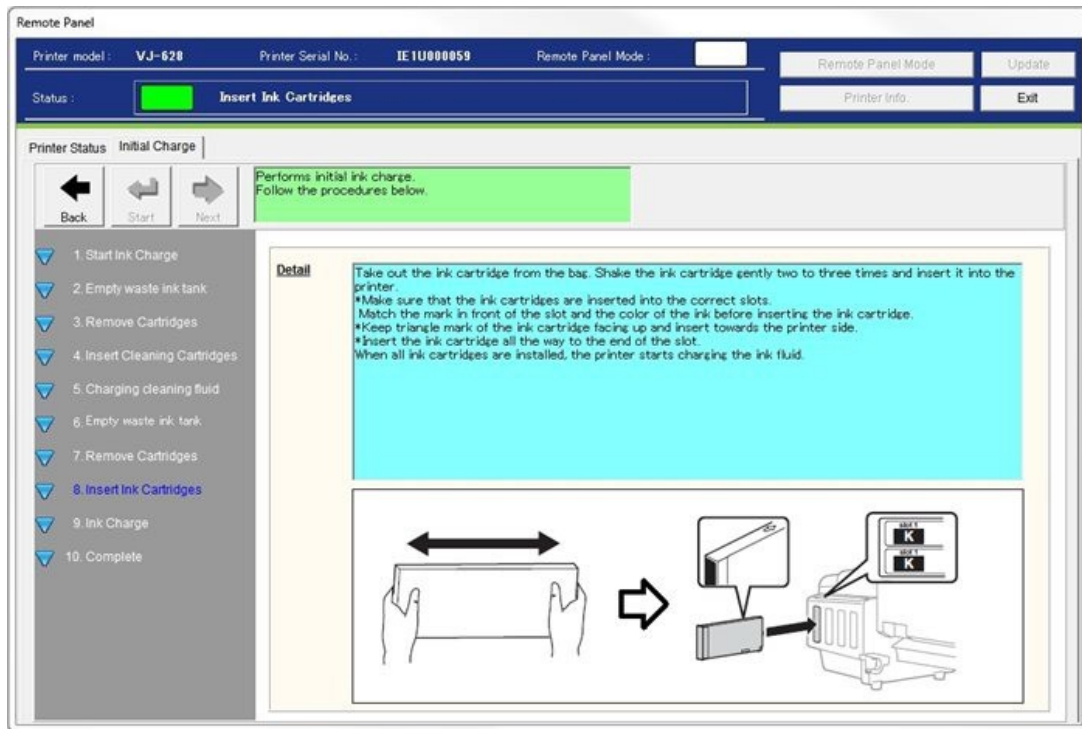 Remote Panel
Printer model : VJ-628 Printer Serial No. : IE1U000059 Remote Panel Mode :
Remote Panel Mode Update
Status : Insert Ink Cartridges
Printer Info. Exit
Printer Status Initial Charge
Back Start Next
Performs initial ink charge.
Follow the procedures below.
1. Start Ink Charge
2. Empty waste ink tank
3. Remove Cartridges
4. Insert Cleaning Cartridges
5. Charging cleaning fluid
6. Empty waste ink tank
7. Remove Cartridges
8. Insert Ink Cartridges
9. Ink Charge
10. Complete
Detail
Take out the ink cartridge from the bag. Shake the ink cartridge gently two to three times and insert it into the
printer.
*Make sure that the ink cartridges are inserted into the correct slots.
Match the mark in front of the slot and the color of the ink before inserting the ink cartridge.
*Keep triangle mark of the ink cartridge facing up and insert towards the printer side.
*Insert the ink cartridge all the way to the end of the slot.
When all ink cartridges are installed, the printer starts charging the ink fluid.
slot 1
K
slot 1
K